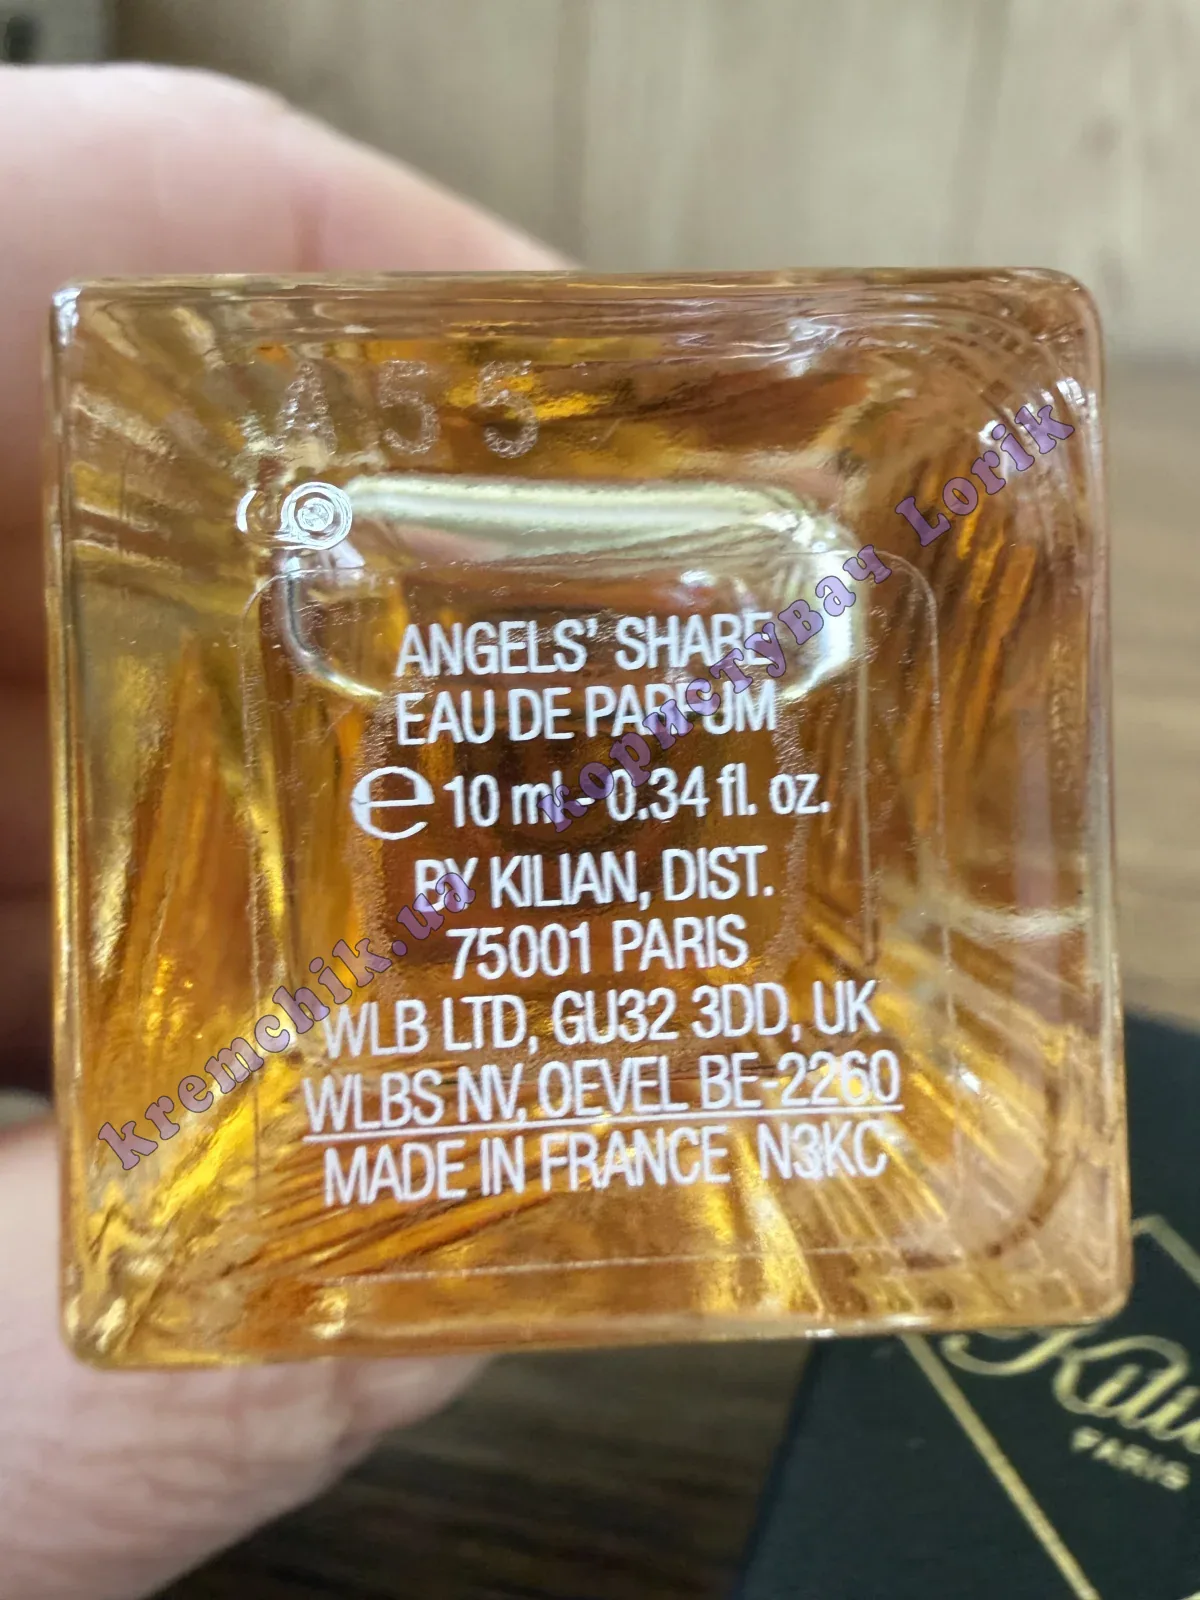 A55
ANGELS' SHARE
EAU DE PARFUM
℮ 10 ml - 0.34 fl. oz.
BY KILIAN, DIST.
75001 PARIS
WLB LTD, GU32 3DD, UK
WLBS NV, OEVEL BE-2260
MADE IN FRANCE N3KC
kremchik.ua користувач Lorik
Kilian
PARIS